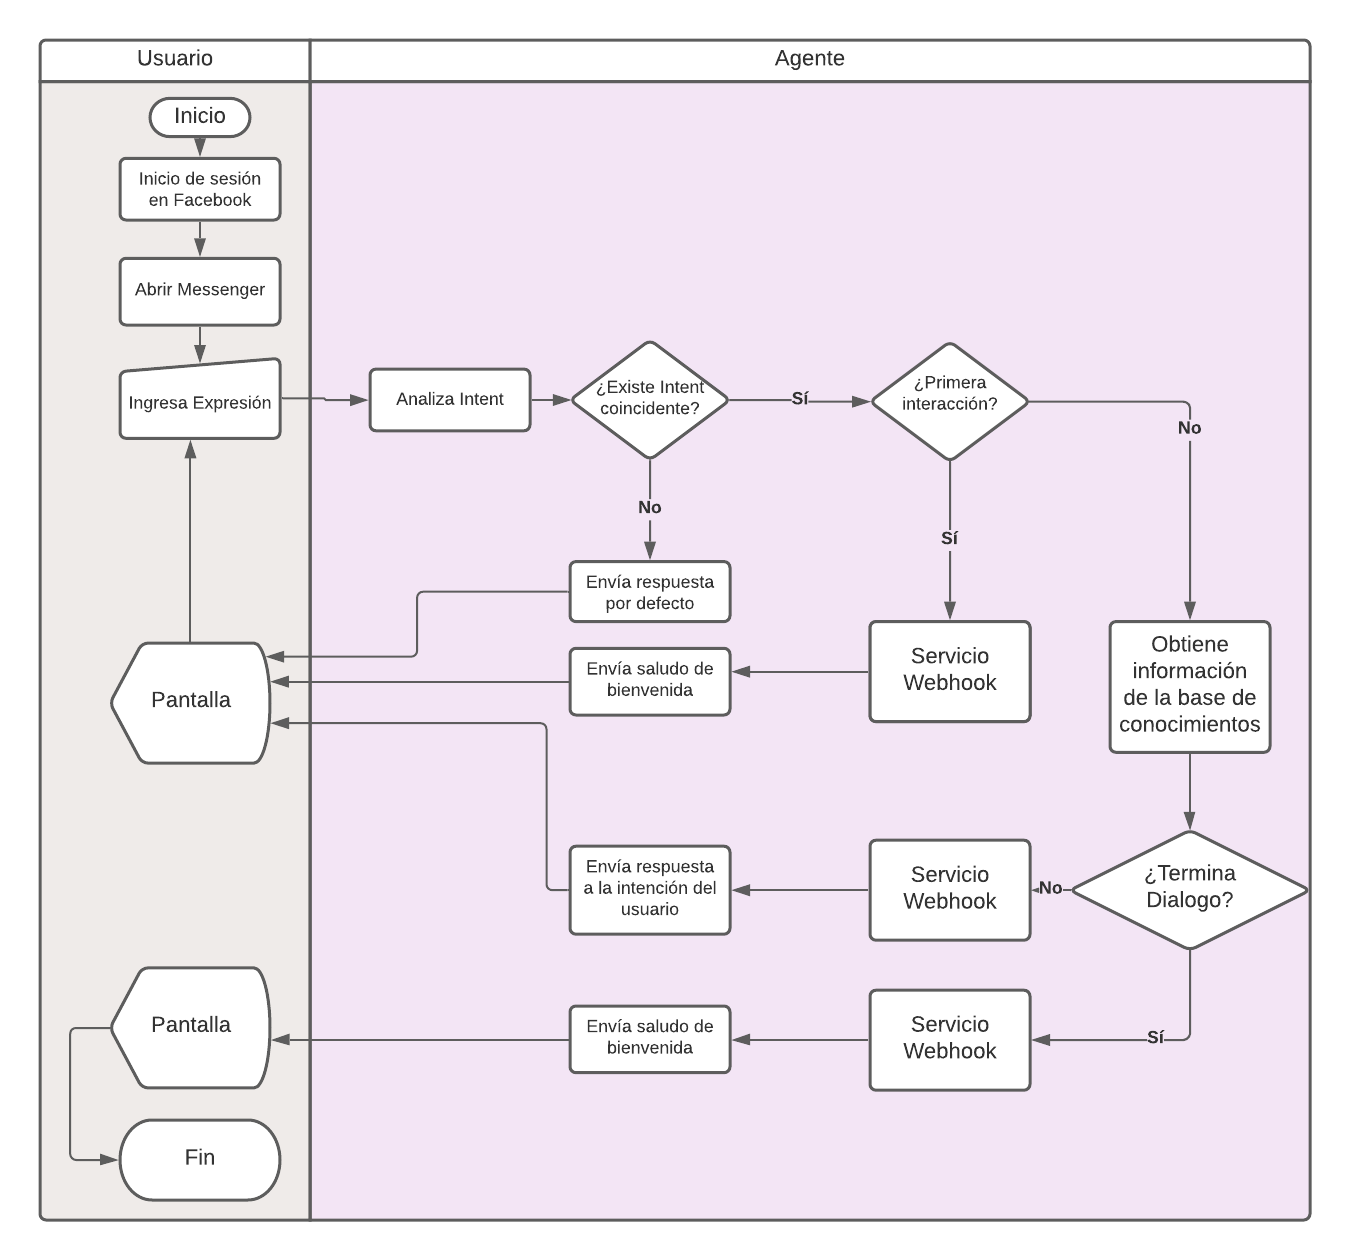 Usuario
Agente
Inicio
Inicio de sesión
en Facebook
Abrir Messenger
Ingresa Expresión
Analiza Intent
¿Existe Intent
coincidente?
Sí
¿Primera
interacción?
No
No
Sí
Envía respuesta
por defecto
Envía saludo de
bienvenida
Servicio
Webhook
Obtiene
información
de la base de
conocimientos
Pantalla
Envía respuesta
a la intención del
usuario
Servicio
Webhook
No
¿Termina
Dialogo?
Pantalla
Envía saludo de
bienvenida
Servicio
Webhook
Sí
Fin